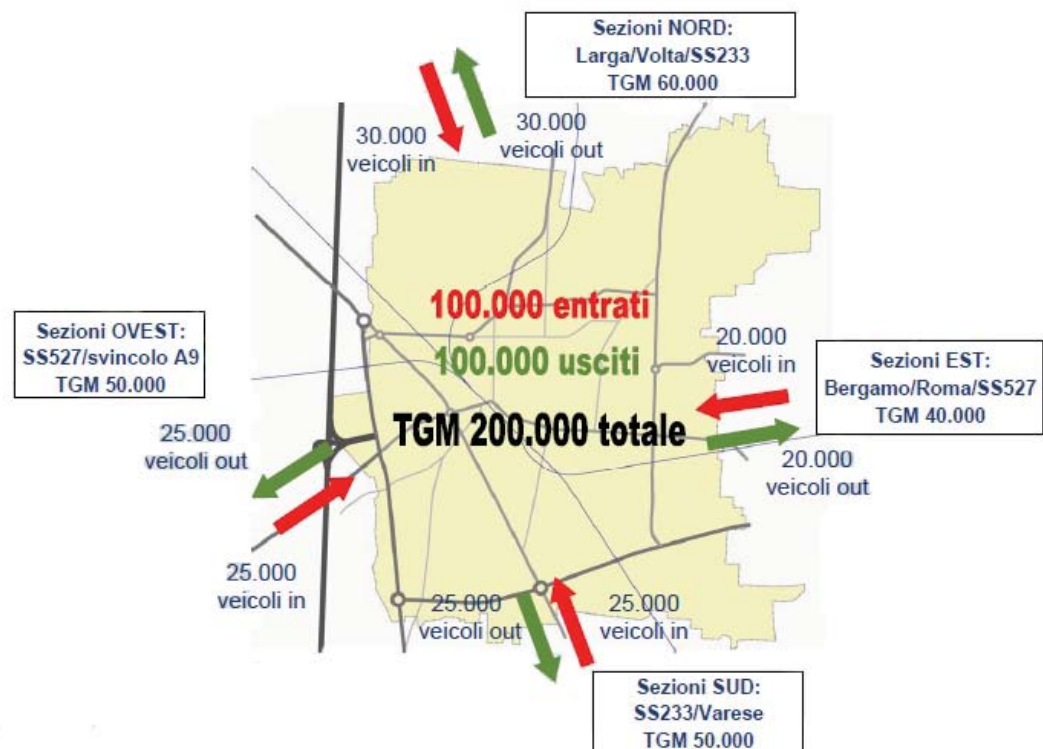 Sezioni NORD:
Larga/Volta/SS233
TGM 60.000
30.000
veicoli in
30.000
veicoli out
100.000 entrati
100.000 usciti
TGM 200.000 totale
Sezioni OVEST:
SS527/svincolo A9
TGM 50.000
25.000
veicoli out
25.000
veicoli in
20.000
veicoli in
Sezioni EST:
Bergamo/Roma/SS527
TGM 40.000
20.000
veicoli out
25.000
veicoli out
25.000
veicoli in
Sezioni SUD:
SS233/Varese
TGM 50.000